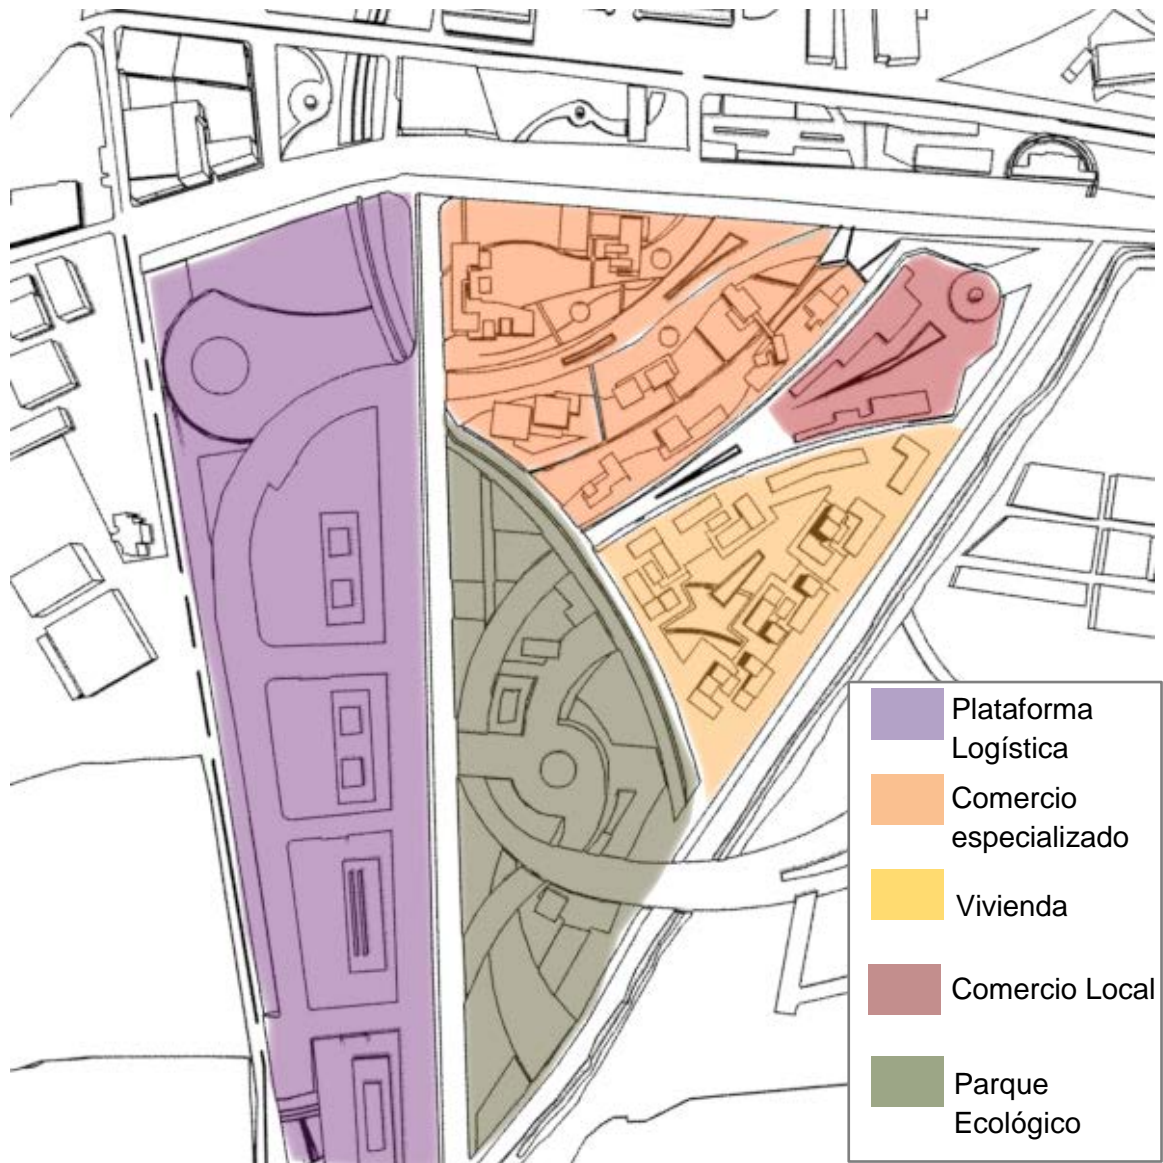 Plataforma
Logística
Comercio
especializado
Vivienda
Comercio Local
Parque
Ecológico